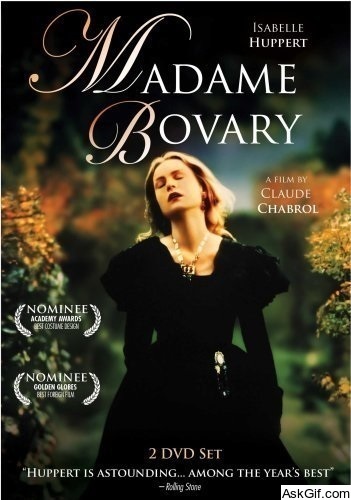 ISABELLE
HUPPERT
MADAME
BOVARY
A FILM BY
CLAUDE
CHABROL
NOMINEE
ACADEMY AWARDS
BEST COSTUME DESIGN
NOMINEE
GOLDEN GLOBES
BEST FOREIGN FILM
2 DVD SET
"HUPPERT IS ASTOUNDING... AMONG THE YEAR'S BEST"
— Rolling Stone
AskGif.com